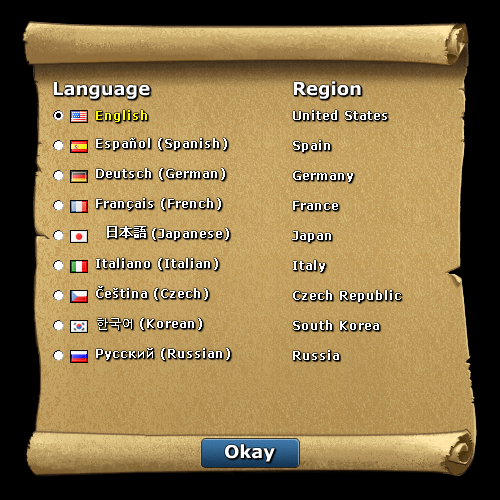 Language Region
English United States
Español (Spanish) Spain
Deutsch (German) Germany
Français (French) France
日本語 (Japanese) Japan
Italiano (Italian) Italy
Čeština (Czech) Czech Republic
한국어 (Korean) South Korea
Русский (Russian) Russia
Okay